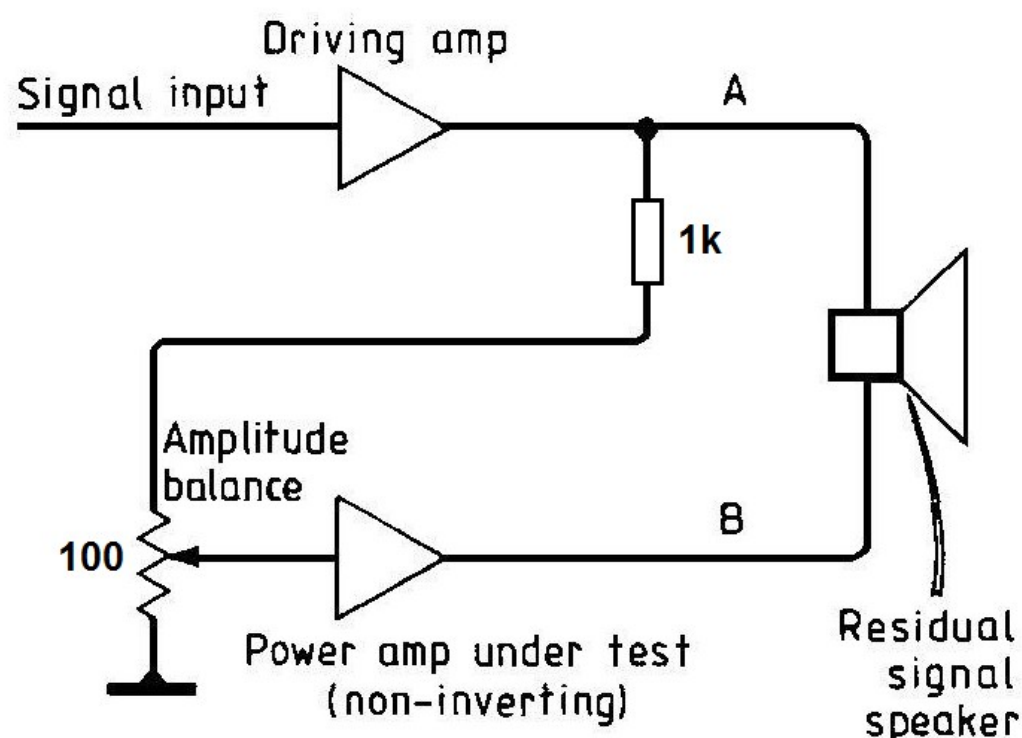 Driving amp
Signal input
A
1k
Amplitude
balance
100
B
Power amp under test
(non-inverting)
Residual
signal
speaker